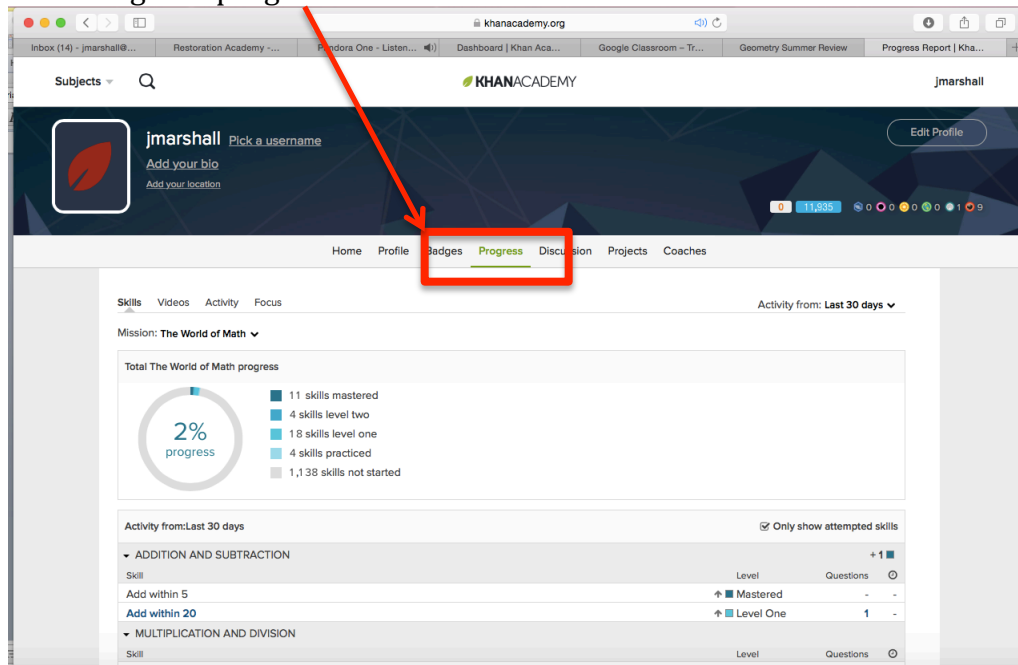 khanacademy.org
Inbox (14) - jmarshall@... Restoration Academy -... Pandora One - Listen... Dashboard | Khan Aca... Google Classroom – Tr... Geometry Summer Review Progress Report | Kha...
Subjects KHANACADEMY jmarshall
jmarshall Pick a username Edit Profile
Add your bio
Add your location
0 11,935 0 0 0 0 1 9
Home Profile Badges Progress Discussion Projects Coaches
Skills Videos Activity Focus Activity from: Last 30 days
Mission: The World of Math
Total The World of Math progress
2%
progress
11 skills mastered
4 skills level two
18 skills level one
4 skills practiced
1,138 skills not started
Activity from:Last 30 days Only show attempted skills
ADDITION AND SUBTRACTION +1
Skill Level Questions
Add within 5 Mastered - -
Add within 20 Level One 1 -
MULTIPLICATION AND DIVISION
Skill Level Questions